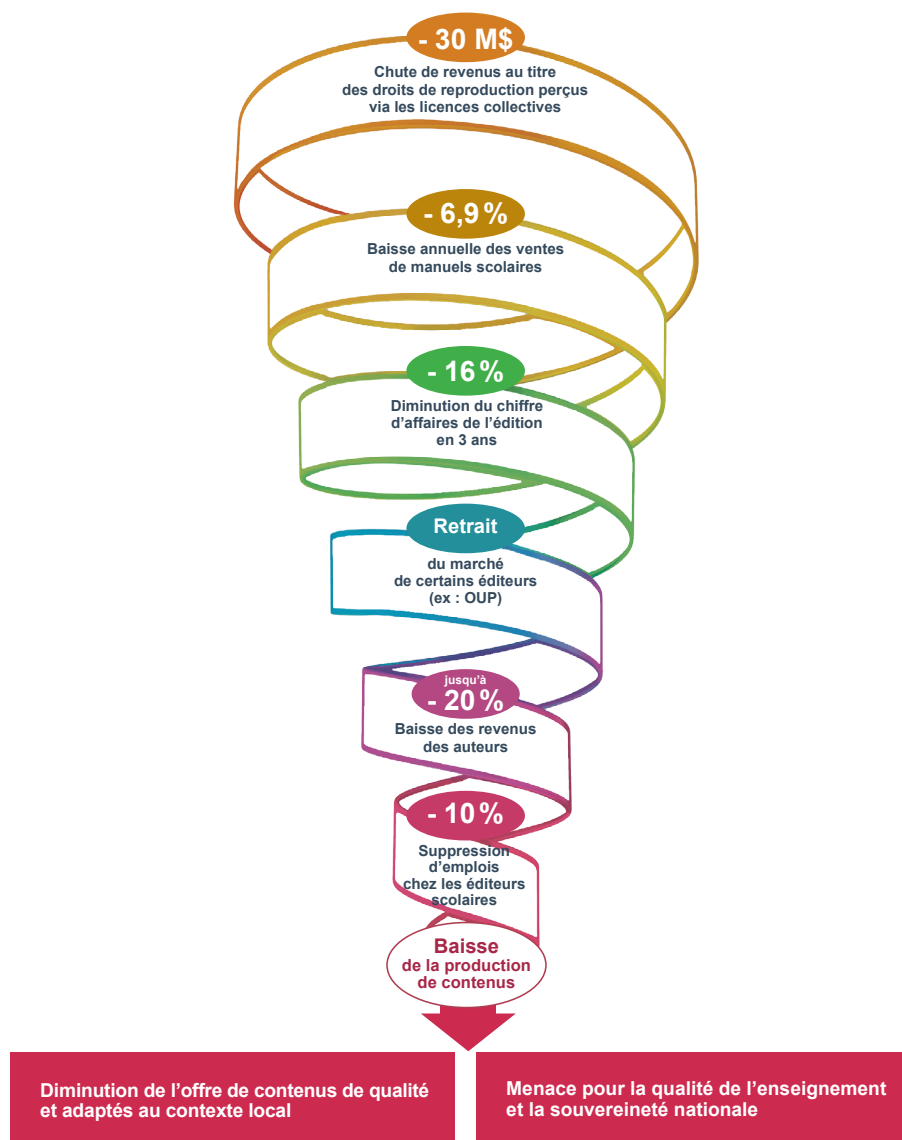 - 30 M$
Chute de revenus au titre
des droits de reproduction perçus
via les licences collectives
- 6,9 %
Baisse annuelle des ventes
de manuels scolaires
- 16 %
Diminution du chiffre
d’affaires de l’édition
en 3 ans
Retrait
du marché
de certains éditeurs
(ex : OUP)
jusqu’à
- 20 %
Baisse des revenus
des auteurs
- 10 %
Suppression
d’emplois
chez les éditeurs
scolaires
Baisse
de la production
de contenus
Diminution de l’offre de contenus de qualité
et adaptés au contexte local
Menace pour la qualité de l’enseignement
et la souvereineté nationale